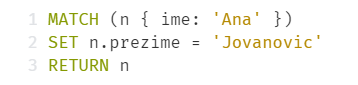 1 MATCH (n { ime: 'Ana' })
2 SET n.prezime = 'Jovanovic'
3 RETURN n